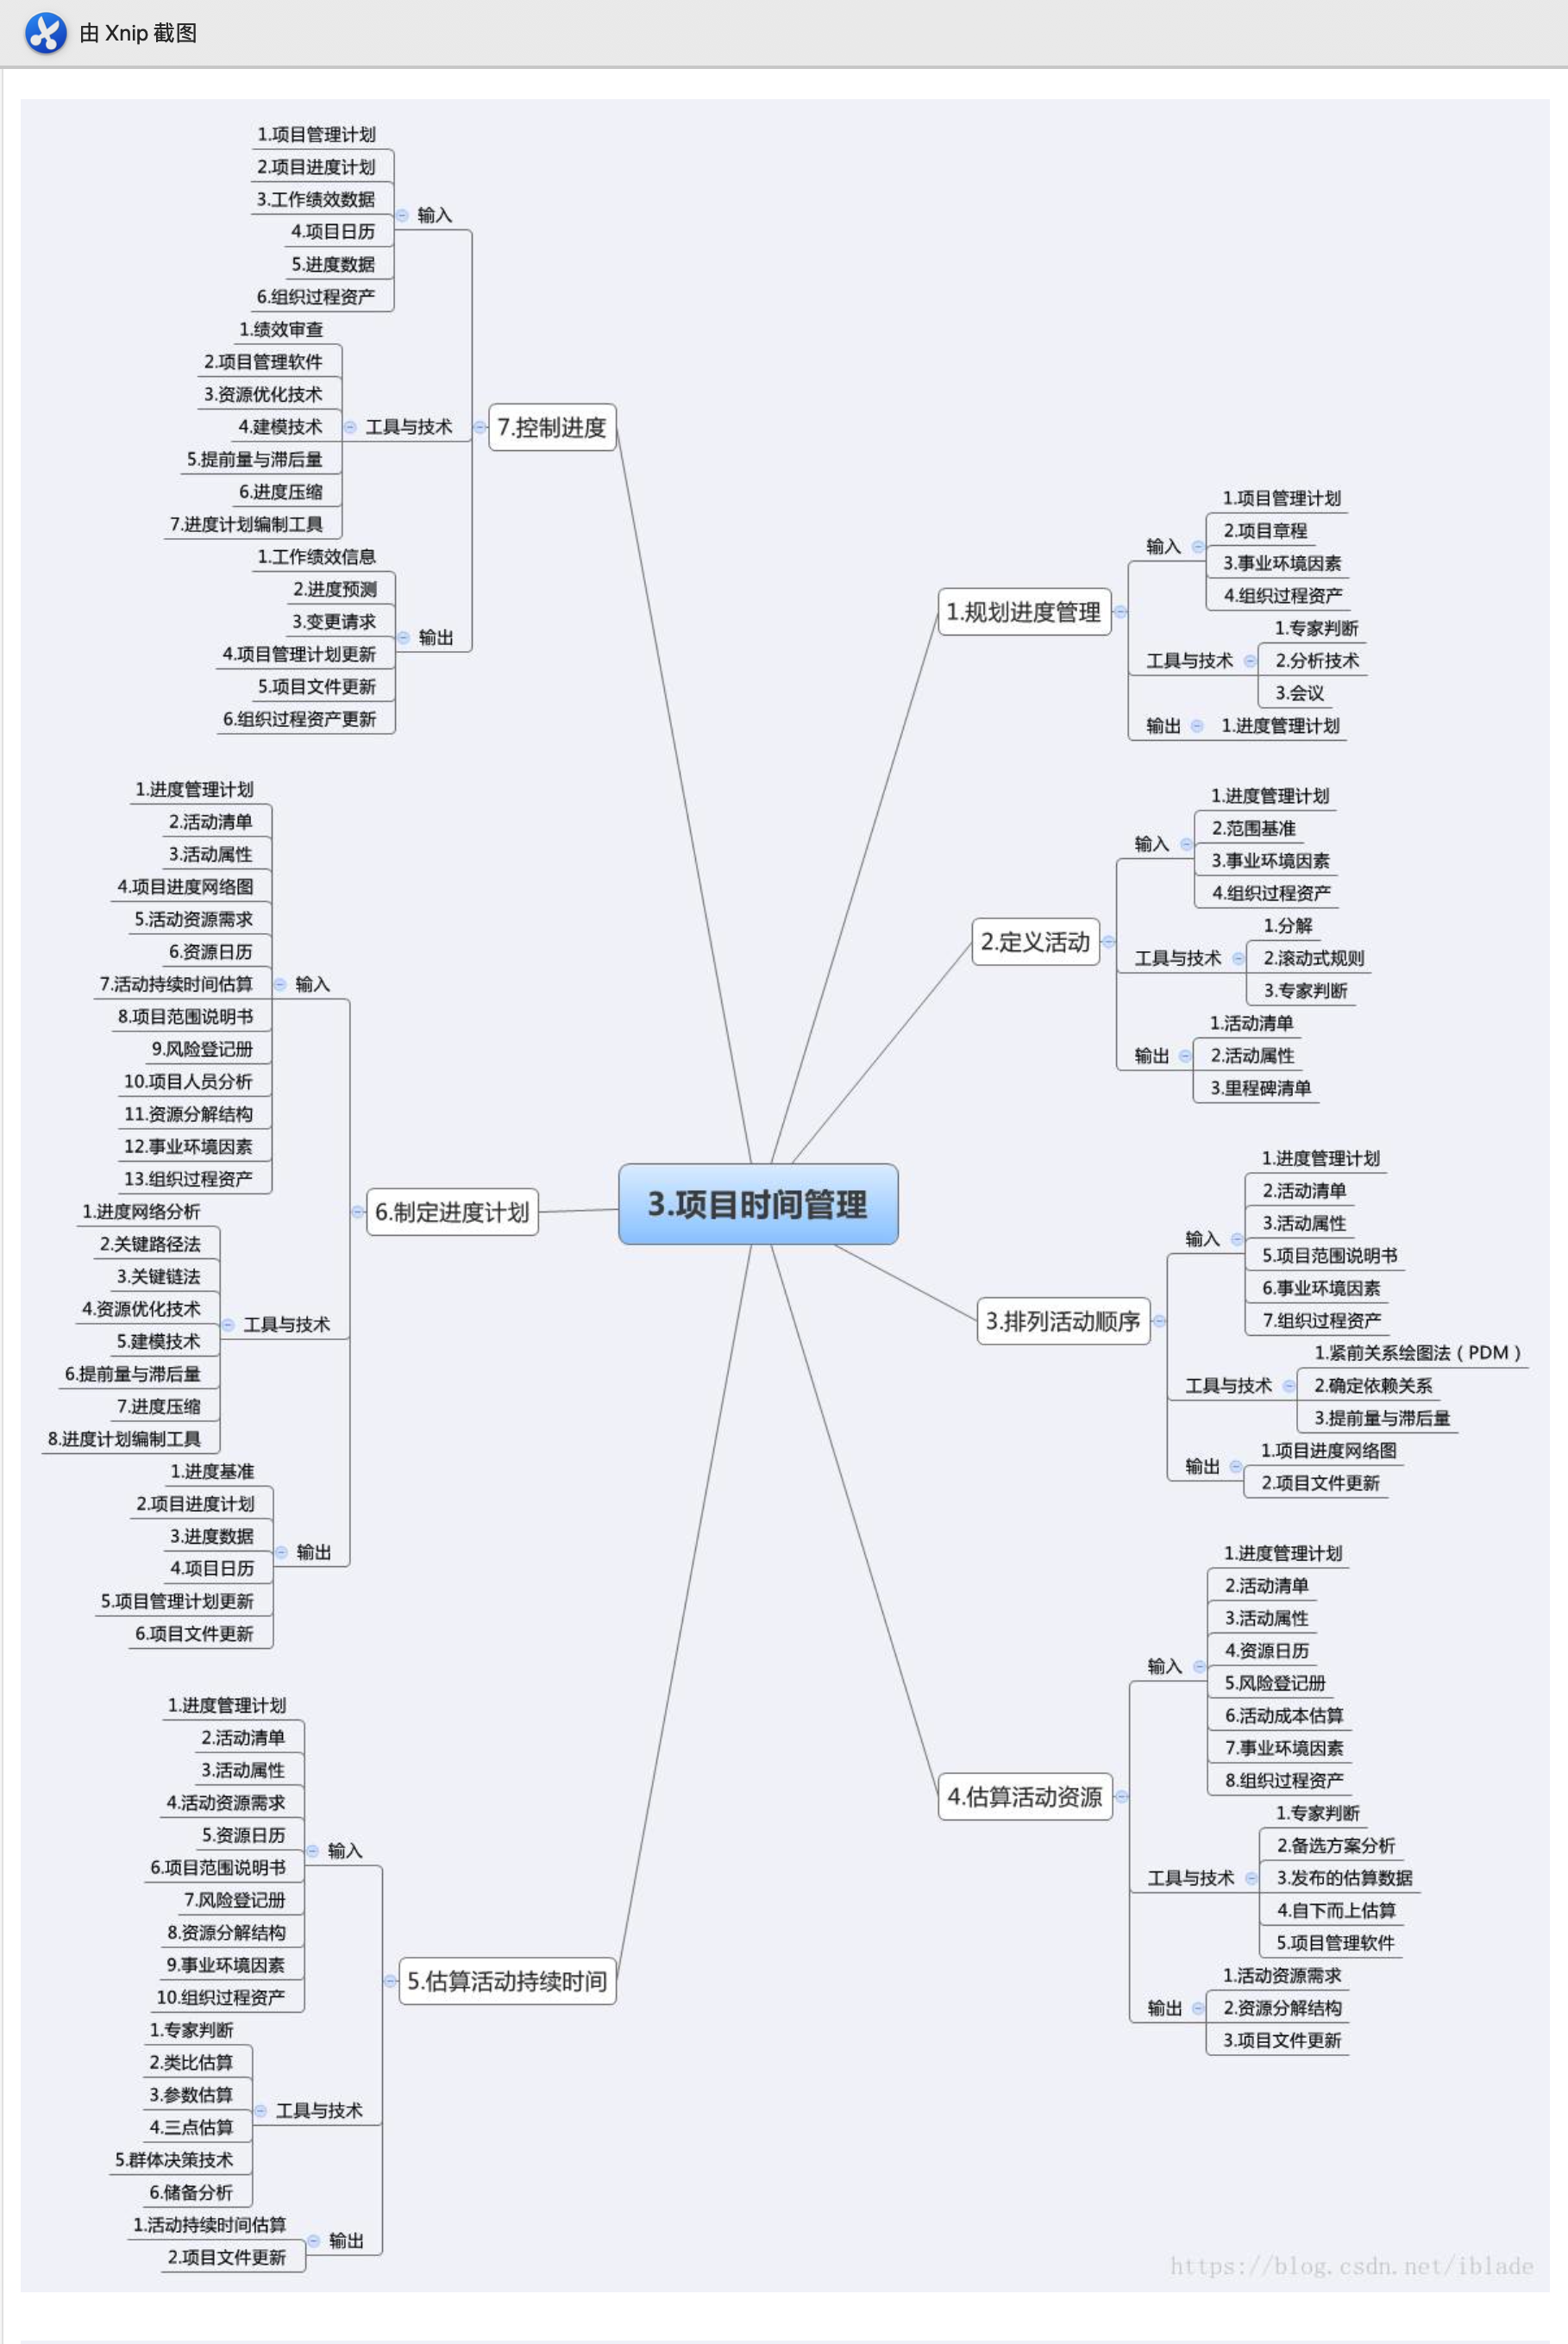 由 Xnip 截图
3.项目时间管理
1.规划进度管理
输入
1.项目管理计划
2.项目章程
3.事业环境因素
4.组织过程资产
工具与技术
1.专家判断
2.分析技术
3.会议
输出
1.进度管理计划
2.定义活动
输入
1.进度管理计划
2.范围基准
3.事业环境因素
4.组织过程资产
工具与技术
1.分解
2.滚动式规则
3.专家判断
输出
1.活动清单
2.活动属性
3.里程碑清单
3.排列活动顺序
输入
1.进度管理计划
2.活动清单
3.活动属性
5.项目范围说明书
6.事业环境因素
7.组织过程资产
工具与技术
1.紧前关系绘图法（PDM）
2.确定依赖关系
3.提前量与滞后量
输出
1.项目进度网络图
2.项目文件更新
4.估算活动资源
输入
1.进度管理计划
2.活动清单
3.活动属性
4.资源日历
5.风险登记册
6.活动成本估算
7.事业环境因素
8.组织过程资产
工具与技术
1.专家判断
2.备选方案分析
3.发布的估算数据
4.自下而上估算
5.项目管理软件
输出
1.活动资源需求
2.资源分解结构
3.项目文件更新
5.估算活动持续时间
输入
1.进度管理计划
2.活动清单
3.活动属性
4.活动资源需求
5.资源日历
6.项目范围说明书
7.风险登记册
8.资源分解结构
9.事业环境因素
10.组织过程资产
工具与技术
1.专家判断
2.类比估算
3.参数估算
4.三点估算
5.群体决策技术
6.储备分析
输出
1.活动持续时间估算
2.项目文件更新
6.制定进度计划
输入
1.进度管理计划
2.活动清单
3.活动属性
4.项目进度网络图
5.活动资源需求
6.资源日历
7.活动持续时间估算
8.项目范围说明书
9.风险登记册
10.项目人员分析
11.资源分解结构
12.事业环境因素
13.组织过程资产
工具与技术
1.进度网络分析
2.关键路径法
3.关键链法
4.资源优化技术
5.建模技术
6.提前量与滞后量
7.进度压缩
8.进度计划编制工具
输出
1.进度基准
2.项目进度计划
3.进度数据
4.项目日历
5.项目管理计划更新
6.项目文件更新
7.控制进度
输入
1.项目管理计划
2.项目进度计划
3.工作绩效数据
4.项目日历
5.进度数据
6.组织过程资产
工具与技术
1.绩效审查
2.项目管理软件
3.资源优化技术
4.建模技术
5.提前量与滞后量
6.进度压缩
7.进度计划编制工具
输出
1.工作绩效信息
2.进度预测
3.变更请求
4.项目管理计划更新
5.项目文件更新
6.组织过程资产更新
https://blog.csdn.net/iblade